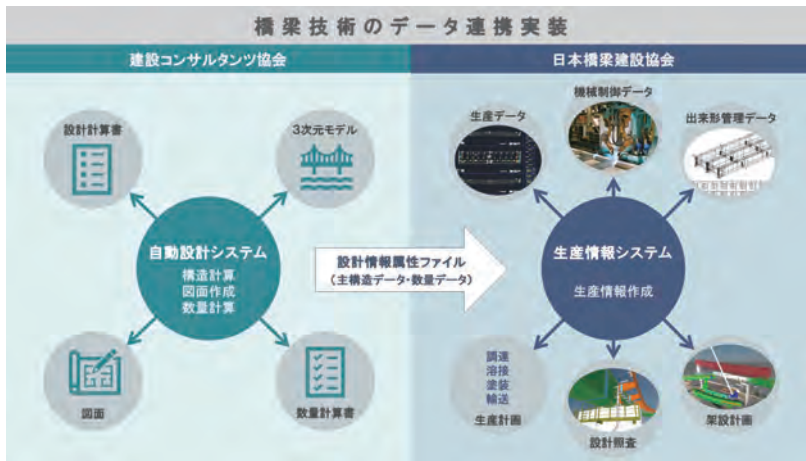 橋梁技術のデータ連携実装
建設コンサルタンツ協会
日本橋梁建設協会
設計計算書
3次元モデル
自動設計システム
構造計算
図面作成
数量計算
図面
数量計算書
設計情報属性ファイル
(主構造データ・数量データ)
生産データ
機械制御データ
出来形管理データ
生産情報システム
生産情報作成
調達
溶接
塗装
輸送
生産計画
設計照査
架設計画